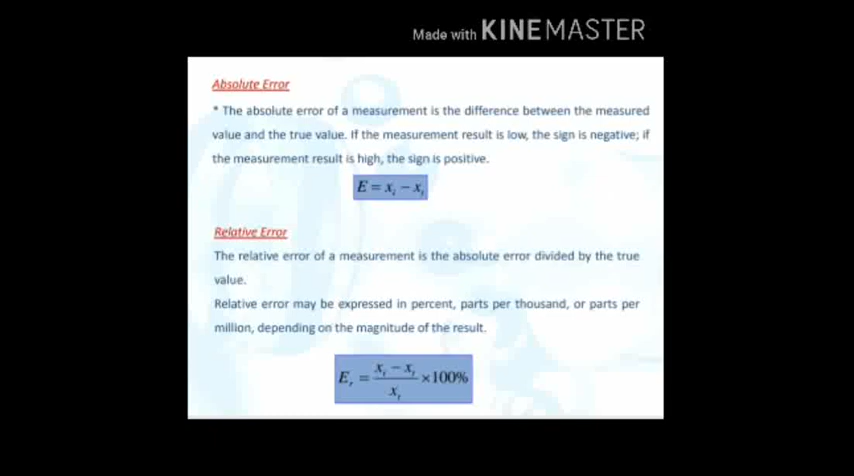 Made with KINEMASTER
Absolute Error
* The absolute error of a measurement is the difference between the measured
value and the true value. If the measurement result is low, the sign is negative; if
the measurement result is high, the sign is positive.
E = xᵢ − xₜ
Relative Error
The relative error of a measurement is the absolute error divided by the true
value.
Relative error may be expressed in percent, parts per thousand, or parts per
million, depending on the magnitude of the result.
Eᵣ = (xᵢ − xₜ) / xₜ ×100%